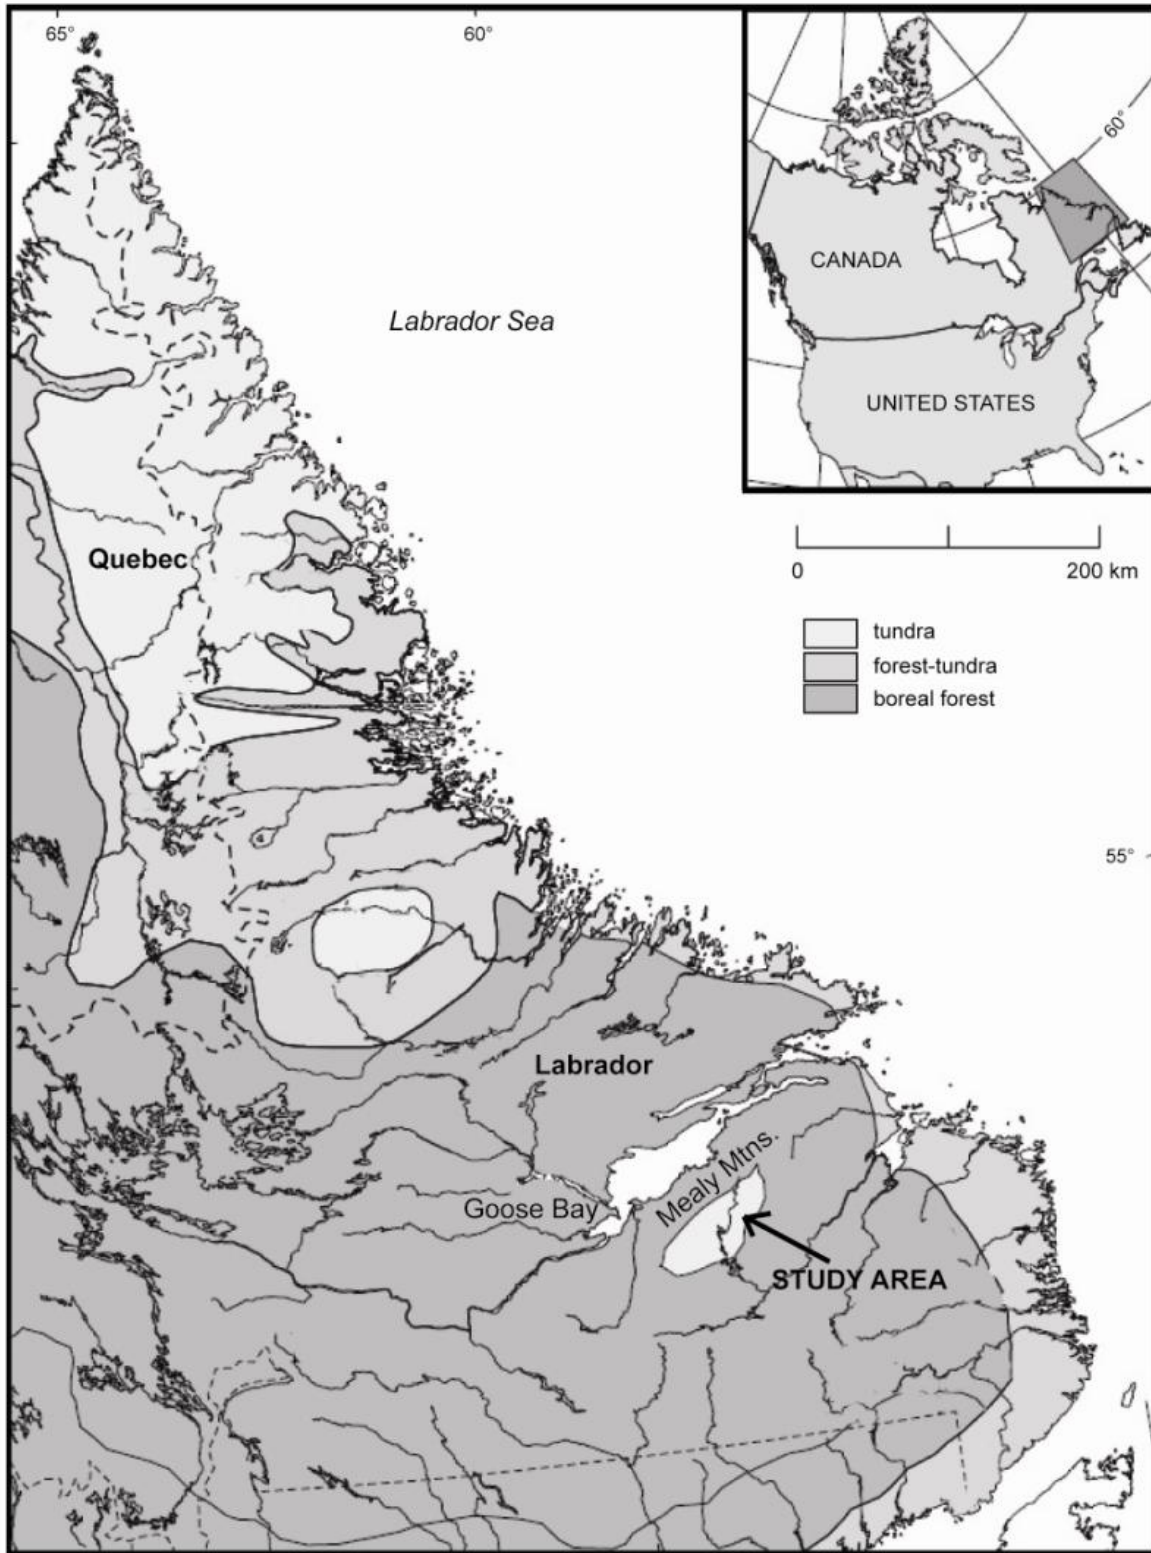 65°
60°
60°
CANADA
UNITED STATES
Labrador Sea
Quebec
0
200 km
tundra
forest-tundra
boreal forest
55°
Labrador
Mealy Mtns.
Goose Bay
STUDY AREA